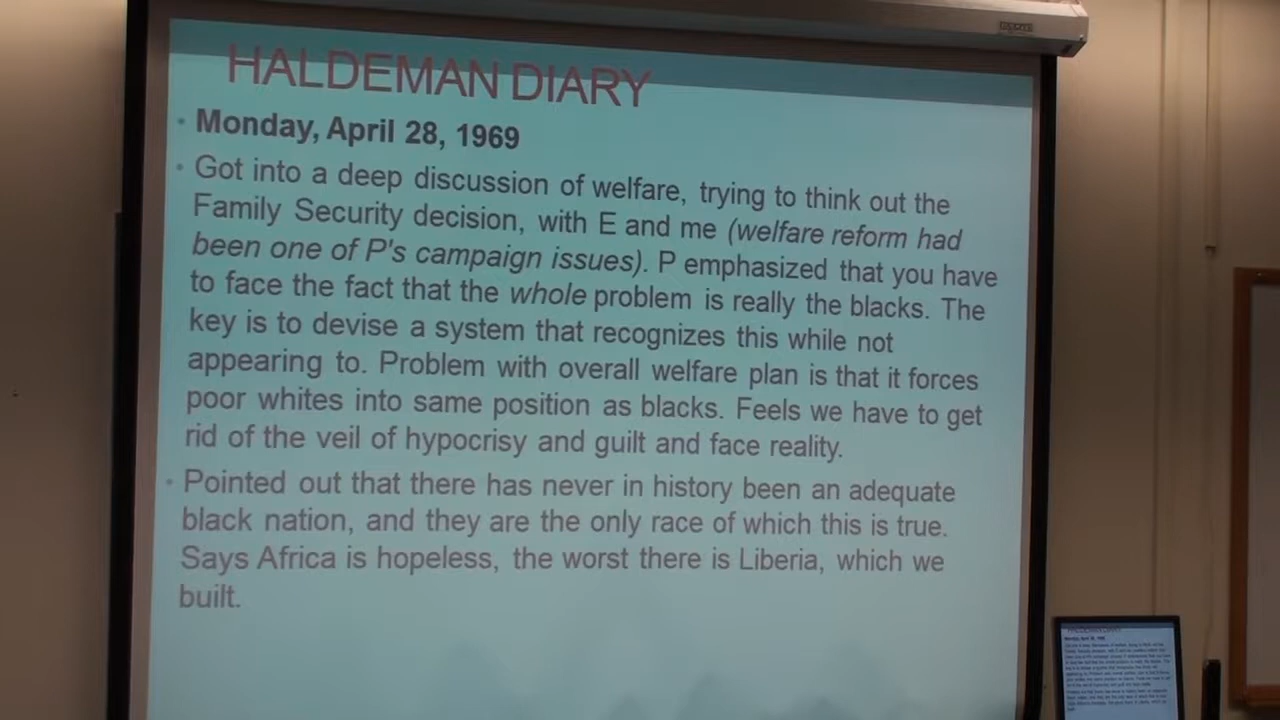 HALDEMAN DIARY
• Monday, April 28, 1969
• Got into a deep discussion of welfare, trying to think out the
Family Security decision, with E and me (welfare reform had
been one of P's campaign issues). P emphasized that you have
to face the fact that the whole problem is really the blacks. The
key is to devise a system that recognizes this while not
appearing to. Problem with overall welfare plan is that it forces
poor whites into same position as blacks. Feels we have to get
rid of the veil of hypocrisy and guilt and face reality.
• Pointed out that there has never in history been an adequate
black nation, and they are the only race of which this is true.
Says Africa is hopeless, the worst there is Liberia, which we
built.
HALDEMAN DIARY